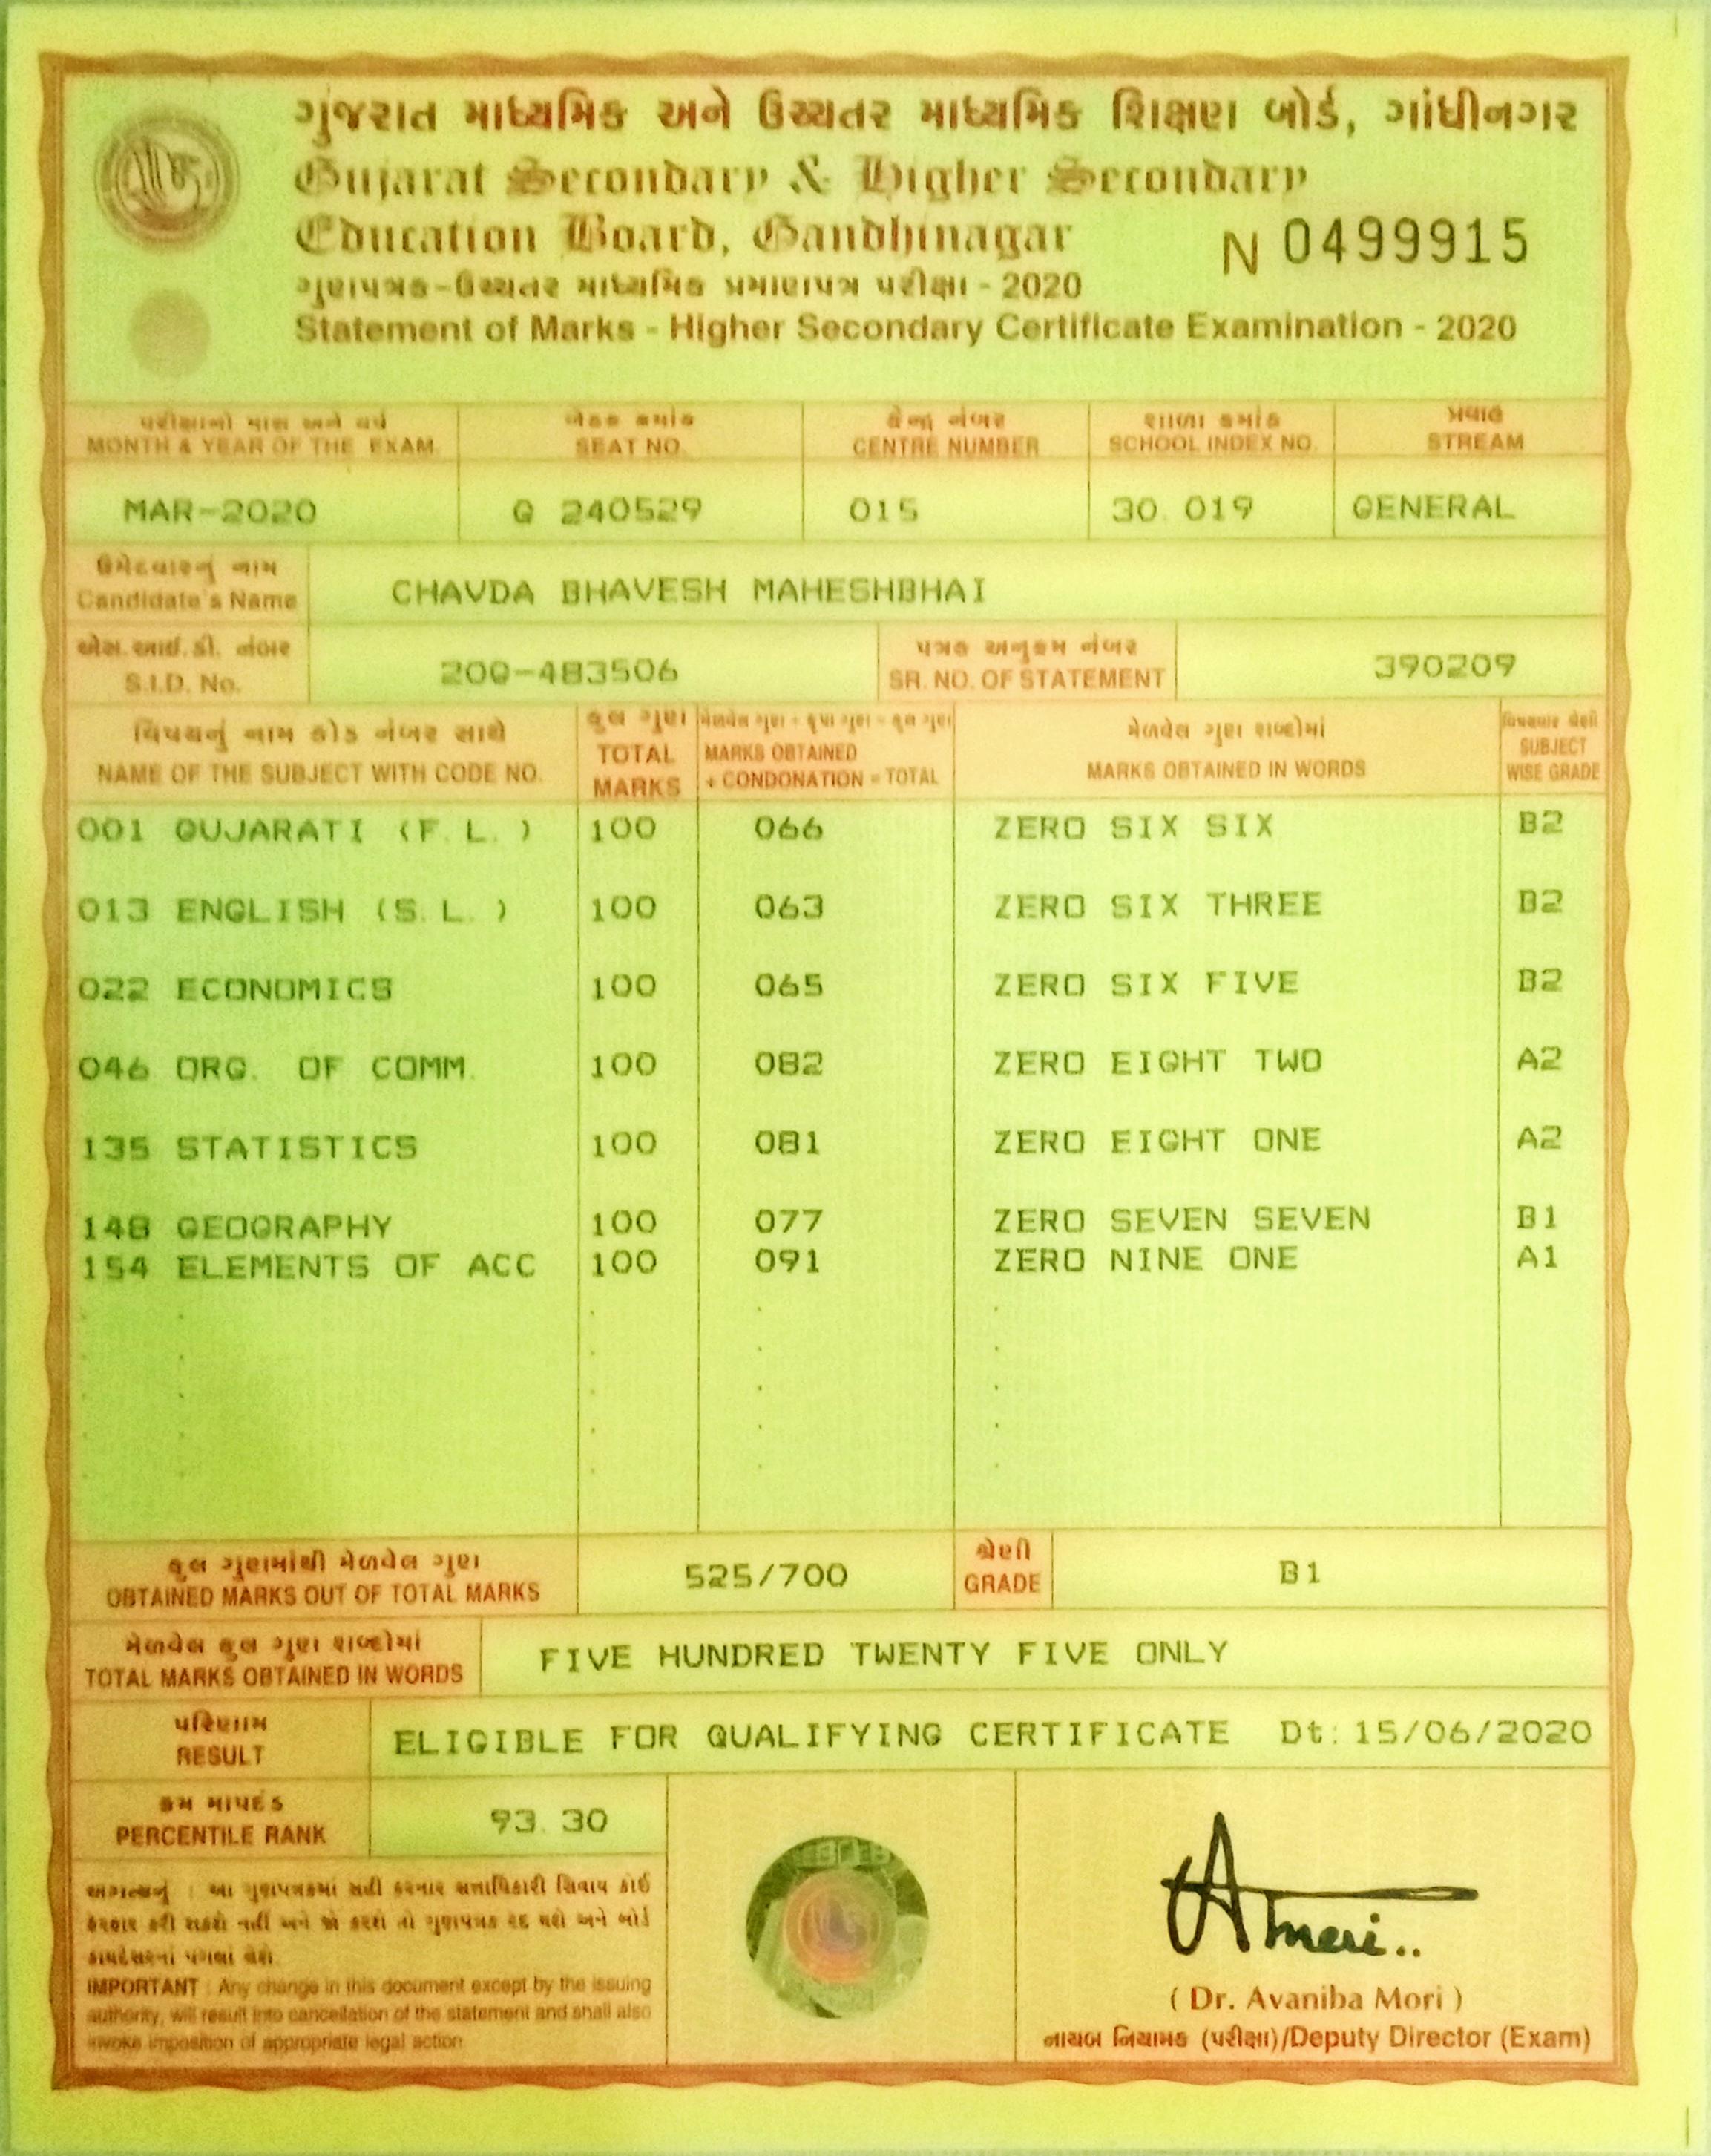 ગુજરાત માધ્યમિક અને ઉચ્ચતર માધ્યમિક શિક્ષણ બોર્ડ, ગાંધીનગર
Gujarat Secondary & Higher Secondary
Education Board, Gandhinagar
N 0499915
ગુણપત્રક-ઉચ્ચતર માધ્યમિક પ્રમાણપત્ર પરીક્ષા - 2020
Statement of Marks - Higher Secondary Certificate Examination - 2020
પરીક્ષાનો માસ અને વર્ષ બેઠક ક્રમાંક કેન્દ્ર નંબર શાળા ક્રમાંક પ્રવાહ
MONTH & YEAR OF THE EXAM. SEAT NO. CENTRE NUMBER SCHOOL INDEX NO. STREAM
MAR-2020 G 240529 015 30.019 GENERAL
ઉમેદવારનું નામ
Candidate's Name CHAVDA BHAVESH MAHESHBHAI
એસ.આઈ.ડી. નંબર પત્રક અનુક્રમ નંબર
S.I.D. No. 20G-483506 SR. NO. OF STATEMENT 390209
વિષયનું નામ કોડ નંબર સાથે કુલ ગુણ મેળવેલ ગુણ + કૃપા ગુણ = કુલ ગુણ મેળવેલ ગુણ શબ્દોમાં વિષયવાર શ્રેણી
NAME OF THE SUBJECT WITH CODE NO. TOTAL MARKS MARKS OBTAINED + CONDONATION = TOTAL MARKS OBTAINED IN WORDS SUBJECT WISE GRADE
001 GUJARATI (F.L.) 100 066 ZERO SIX SIX B2
013 ENGLISH (S.L.) 100 063 ZERO SIX THREE B2
022 ECONOMICS 100 065 ZERO SIX FIVE B2
046 ORG. OF COMM. 100 082 ZERO EIGHT TWO A2
135 STATISTICS 100 081 ZERO EIGHT ONE A2
148 GEOGRAPHY 100 077 ZERO SEVEN SEVEN B1
154 ELEMENTS OF ACC 100 091 ZERO NINE ONE A1
કુલ ગુણમાંથી મેળવેલ ગુણ શ્રેણી
OBTAINED MARKS OUT OF TOTAL MARKS 525/700 GRADE B1
મેળવેલ કુલ ગુણ શબ્દોમાં
TOTAL MARKS OBTAINED IN WORDS FIVE HUNDRED TWENTY FIVE ONLY
પરિણામ
RESULT ELIGIBLE FOR QUALIFYING CERTIFICATE Dt: 15/06/2020
ક્રમ માપદંડ
PERCENTILE RANK 93.30
અગત્યનું : આ ગુણપત્રકમાં સહી કરનાર સત્તાધિકારી સિવાય કોઈ
ફેરફાર કરી શકશે નહીં અને જો કરશે તો ગુણપત્રક રદ થશે અને બોર્ડ
કાયદેસરનાં પગલાં લેશે.
IMPORTANT : Any change in this document except by the issuing
authority, will result into cancellation of the statement and shall also
invoke imposition of appropriate legal action.
( Dr. Avaniba Mori )
નાયબ નિયામક (પરીક્ષા)/Deputy Director (Exam)